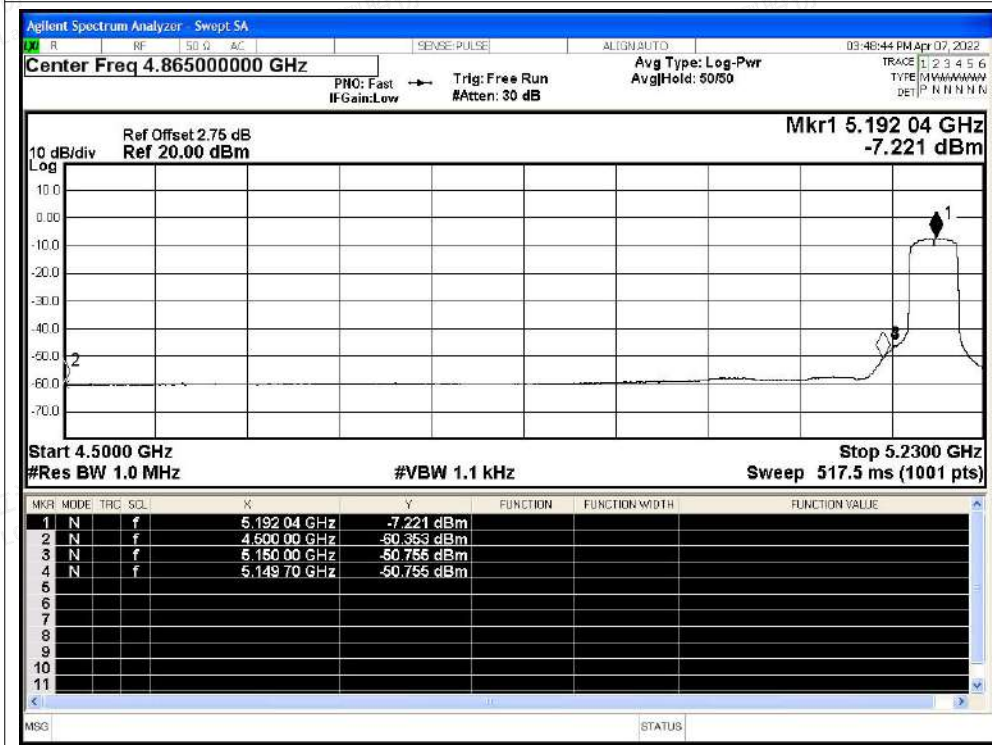 Agilent Spectrum Analyzer - Swept SA
LXI R RF 50 Ω AC SENSE:PULSE ALIGN AUTO 03:48:44 PM Apr 07, 2022
Center Freq 4.865000000 GHz
PNO: Fast
IFGain:Low
Trig: Free Run
#Atten: 30 dB
Avg Type: Log-Pwr
Avg|Hold: 50/50
TRACE 1 2 3 4 5 6
TYPE M
DET P N N N N N
Ref Offset 2.75 dB
10 dB/div Ref 20.00 dBm
Log
Mkr1 5.192 04 GHz
-7.221 dBm
10.0
0.00
-10.0
-20.0
-30.0
-40.0
-50.0
-60.0
-70.0
1
2
Start 4.5000 GHz Stop 5.2300 GHz
#Res BW 1.0 MHz #VBW 1.1 kHz Sweep 517.5 ms (1001 pts)
MKR MODE TRC SCL X Y FUNCTION FUNCTION WIDTH FUNCTION VALUE
1 N f 5.192 04 GHz -7.221 dBm
2 N f 4.500 00 GHz -60.353 dBm
3 N f 5.150 00 GHz -50.755 dBm
4 N f 5.149 70 GHz -50.755 dBm
5
6
7
8
9
10
11
MSG STATUS